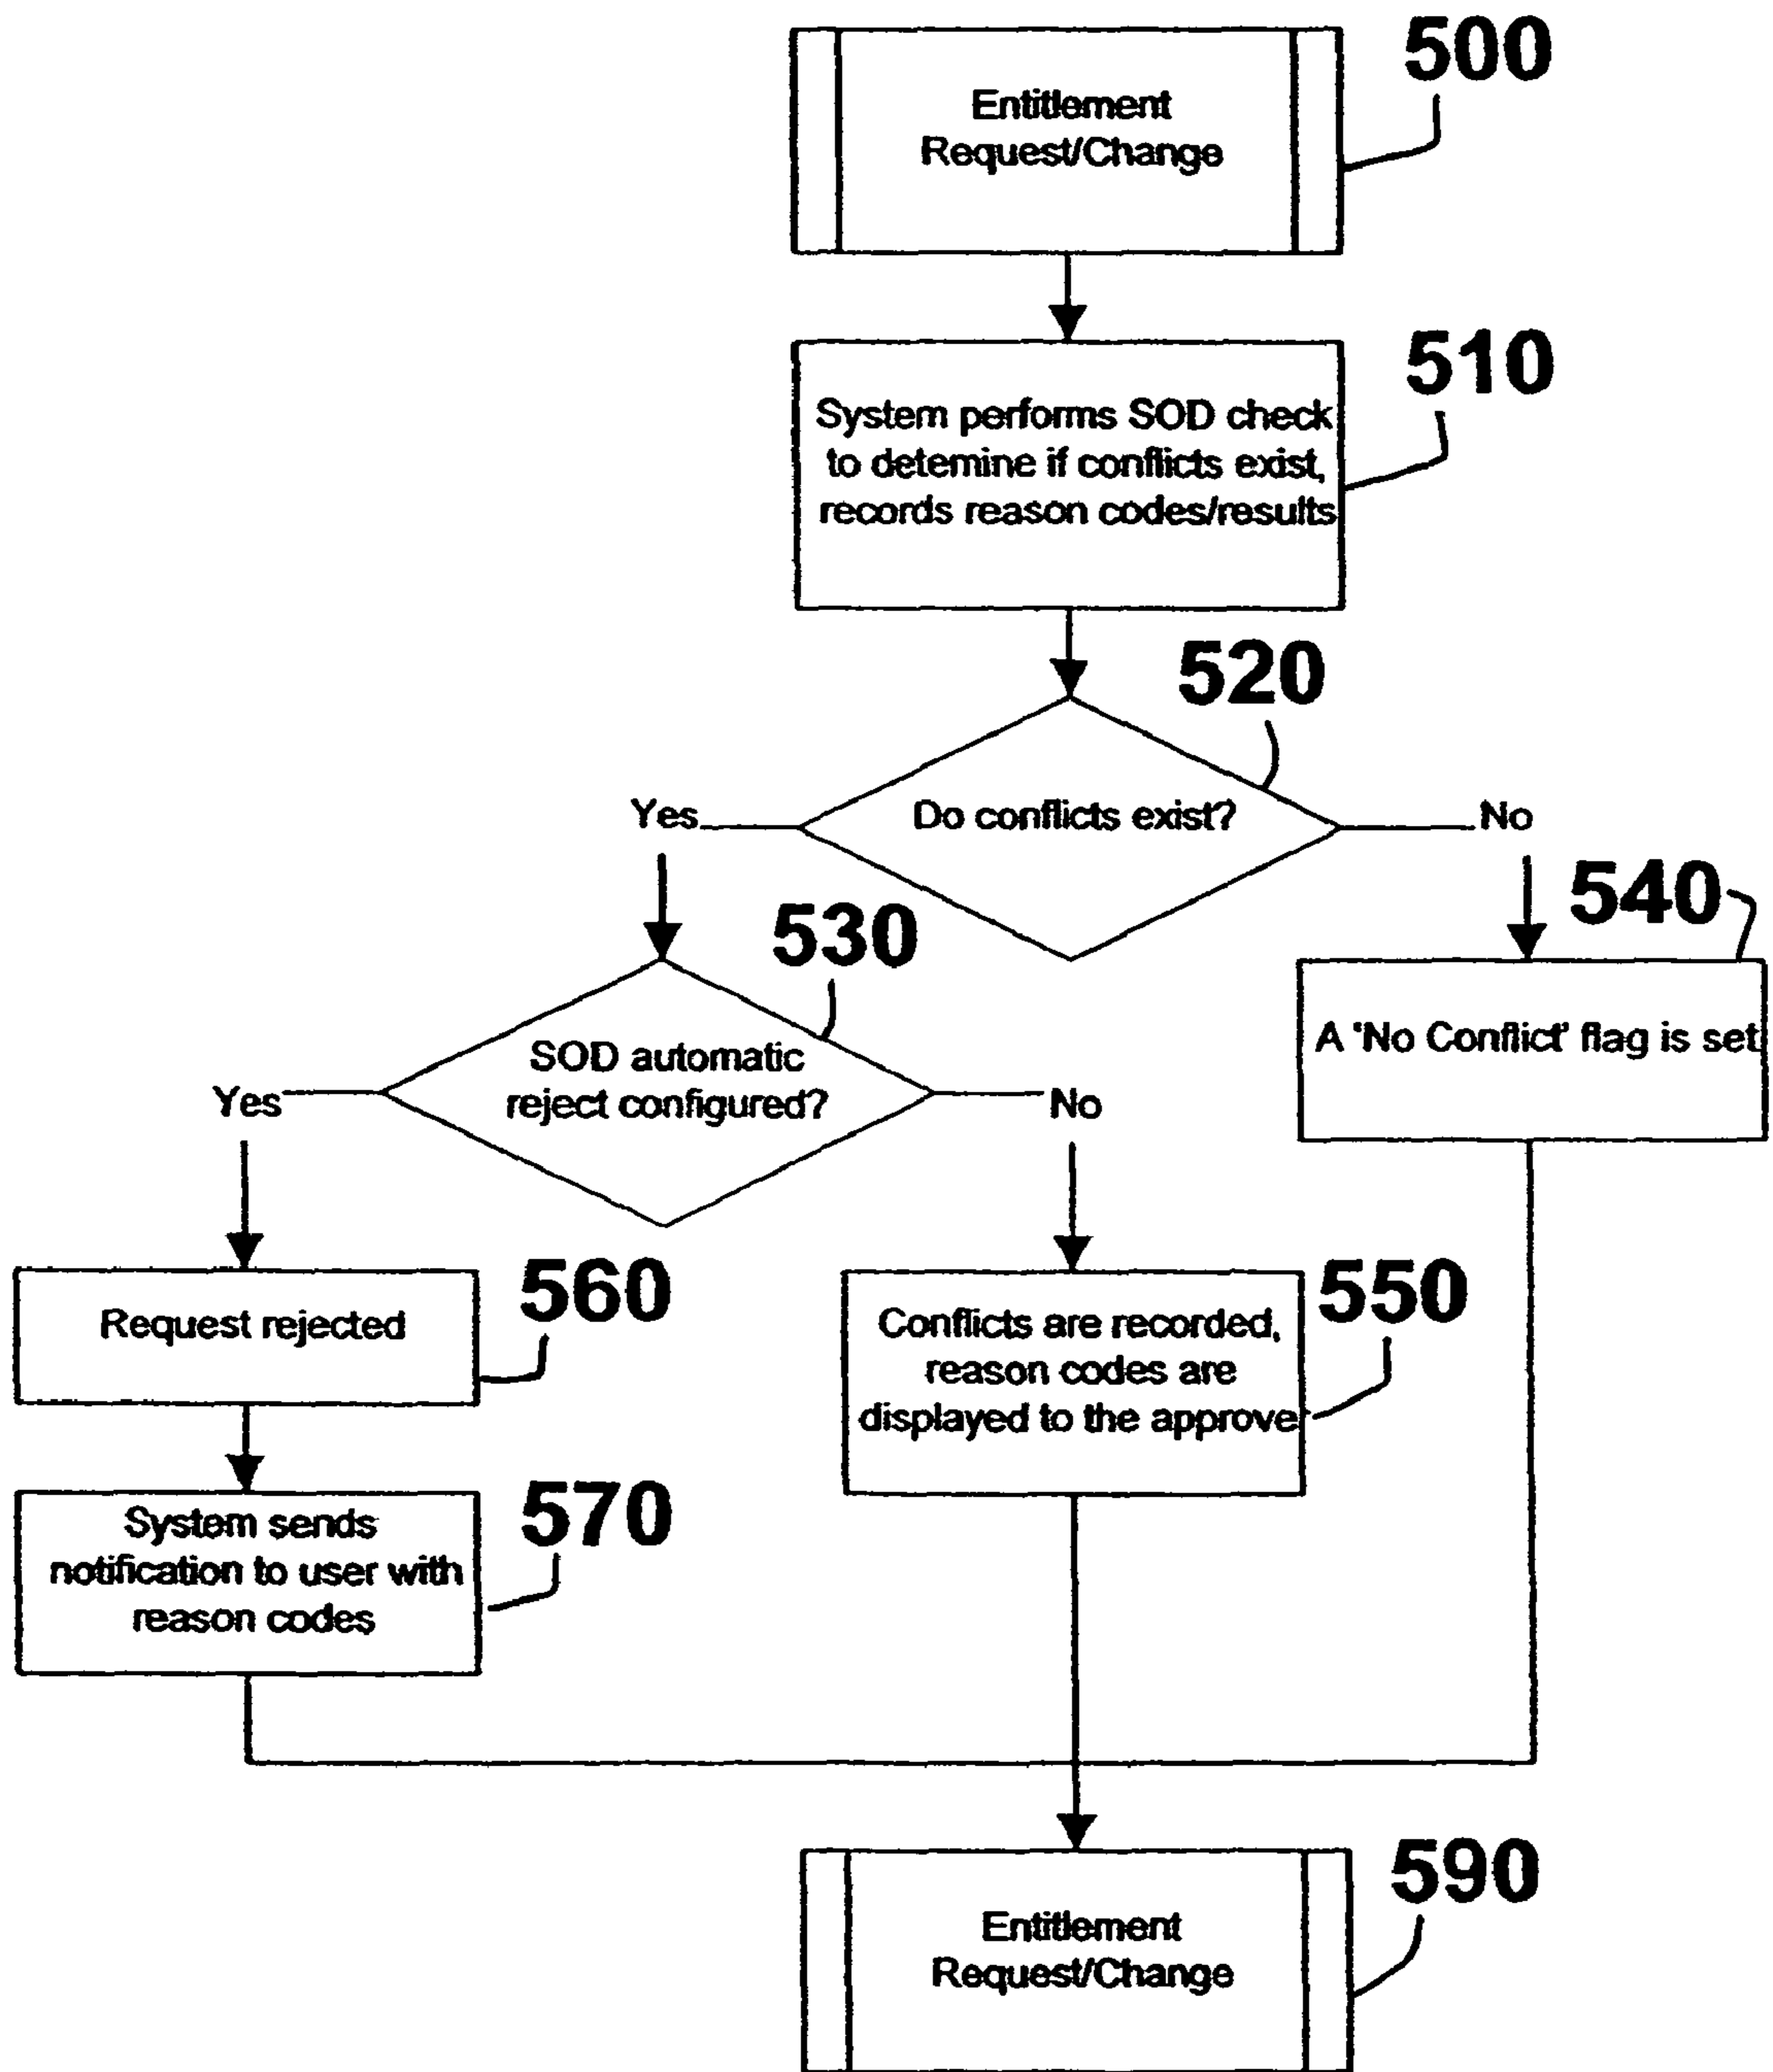 500
Entitlement
Request/Change
510
System performs SOD check
to detemine if conflicts exist,
records reason codes/results
520
Do conflicts exist?
Yes
No
530
540
SOD automatic
reject configured?
A 'No Conflict' flag is set
Yes
No
560
550
Request rejected
Conflicts are recorded,
reason codes are
displayed to the approve
570
System sends
notification to user with
reason codes
590
Entitlement
Request/Change